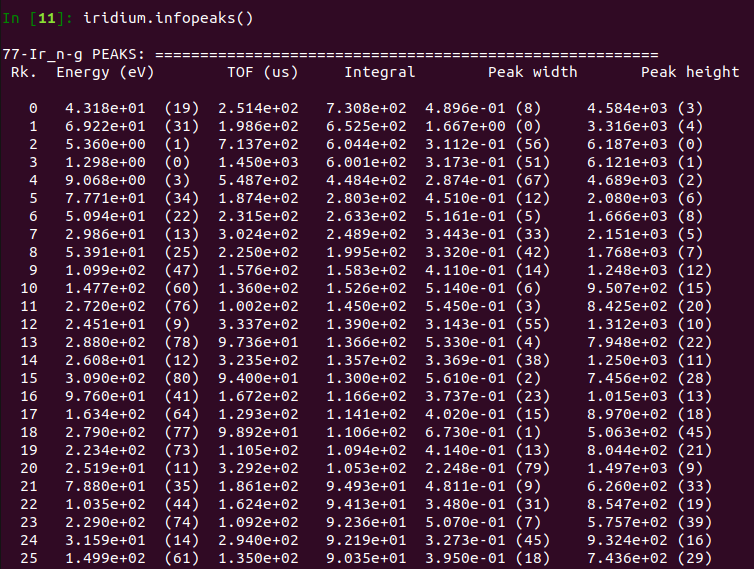 In [11]: iridium.infopeaks()
77-Ir_n-g PEAKS: ========================================================
Rk. Energy (eV) TOF (us) Integral Peak width Peak height
0 4.318e+01 (19) 2.514e+02 7.308e+02 4.896e-01 (8) 4.584e+03 (3)
1 6.922e+01 (31) 1.986e+02 6.525e+02 1.667e+00 (0) 3.316e+03 (4)
2 5.360e+00 (1) 7.137e+02 6.044e+02 3.112e-01 (56) 6.187e+03 (0)
3 1.298e+00 (0) 1.450e+03 6.001e+02 3.173e-01 (51) 6.121e+03 (1)
4 9.068e+00 (3) 5.487e+02 4.484e+02 2.874e-01 (67) 4.689e+03 (2)
5 7.771e+01 (34) 1.874e+02 2.803e+02 4.510e-01 (12) 2.080e+03 (6)
6 5.094e+01 (22) 2.315e+02 2.633e+02 5.161e-01 (5) 1.666e+03 (8)
7 2.986e+01 (13) 3.024e+02 2.489e+02 3.443e-01 (33) 2.151e+03 (5)
8 5.391e+01 (25) 2.250e+02 1.995e+02 3.320e-01 (42) 1.768e+03 (7)
9 1.099e+02 (47) 1.576e+02 1.583e+02 4.110e-01 (14) 1.248e+03 (12)
10 1.477e+02 (60) 1.360e+02 1.526e+02 5.140e-01 (6) 9.507e+02 (15)
11 2.720e+02 (76) 1.002e+02 1.450e+02 5.450e-01 (3) 8.425e+02 (20)
12 2.451e+01 (9) 3.337e+02 1.390e+02 3.143e-01 (55) 1.312e+03 (10)
13 2.880e+02 (78) 9.736e+01 1.366e+02 5.330e-01 (4) 7.948e+02 (22)
14 2.608e+01 (12) 3.235e+02 1.357e+02 3.369e-01 (38) 1.250e+03 (11)
15 3.090e+02 (80) 9.400e+01 1.300e+02 5.610e-01 (2) 7.456e+02 (28)
16 9.760e+01 (41) 1.672e+02 1.166e+02 3.737e-01 (23) 1.015e+03 (13)
17 1.634e+02 (64) 1.293e+02 1.141e+02 4.020e-01 (15) 8.970e+02 (18)
18 2.790e+02 (77) 9.892e+01 1.106e+02 6.730e-01 (1) 5.063e+02 (45)
19 2.234e+02 (73) 1.105e+02 1.094e+02 4.140e-01 (13) 8.044e+02 (21)
20 2.519e+01 (11) 3.292e+02 1.053e+02 2.248e-01 (79) 1.497e+03 (9)
21 7.880e+01 (35) 1.861e+02 9.493e+01 4.811e-01 (9) 6.260e+02 (33)
22 1.035e+02 (44) 1.624e+02 9.413e+01 3.480e-01 (31) 8.547e+02 (19)
23 2.290e+02 (74) 1.092e+02 9.236e+01 5.070e-01 (7) 5.757e+02 (39)
24 3.159e+01 (14) 2.940e+02 9.219e+01 3.273e-01 (45) 9.324e+02 (16)
25 1.499e+02 (61) 1.350e+02 9.035e+01 3.950e-01 (18) 7.436e+02 (29)